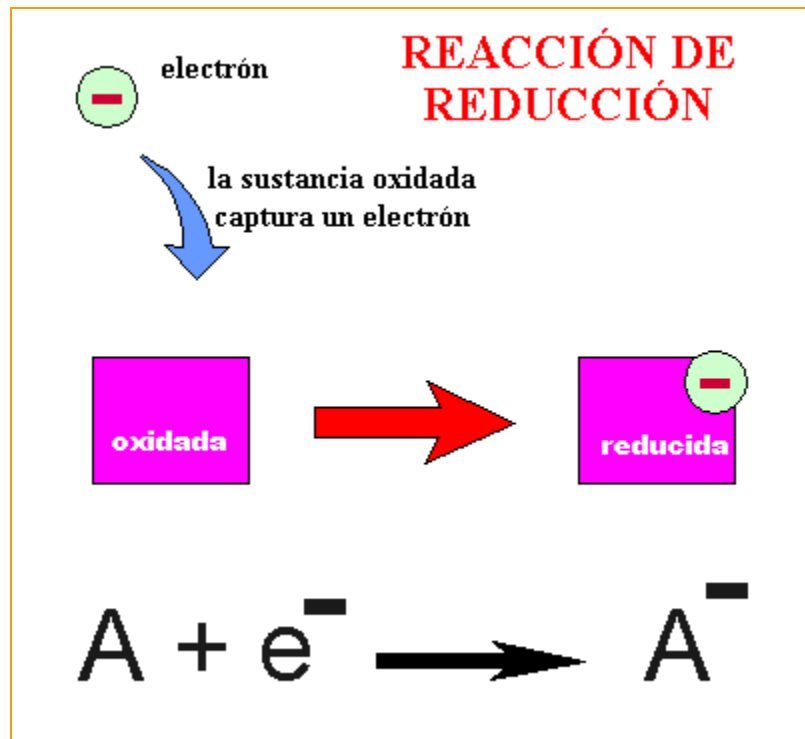 electrón
REACCIÓN DE
REDUCCIÓN
la sustancia oxidada
captura un electrón
oxidada
reducida
A + e⁻ → A⁻